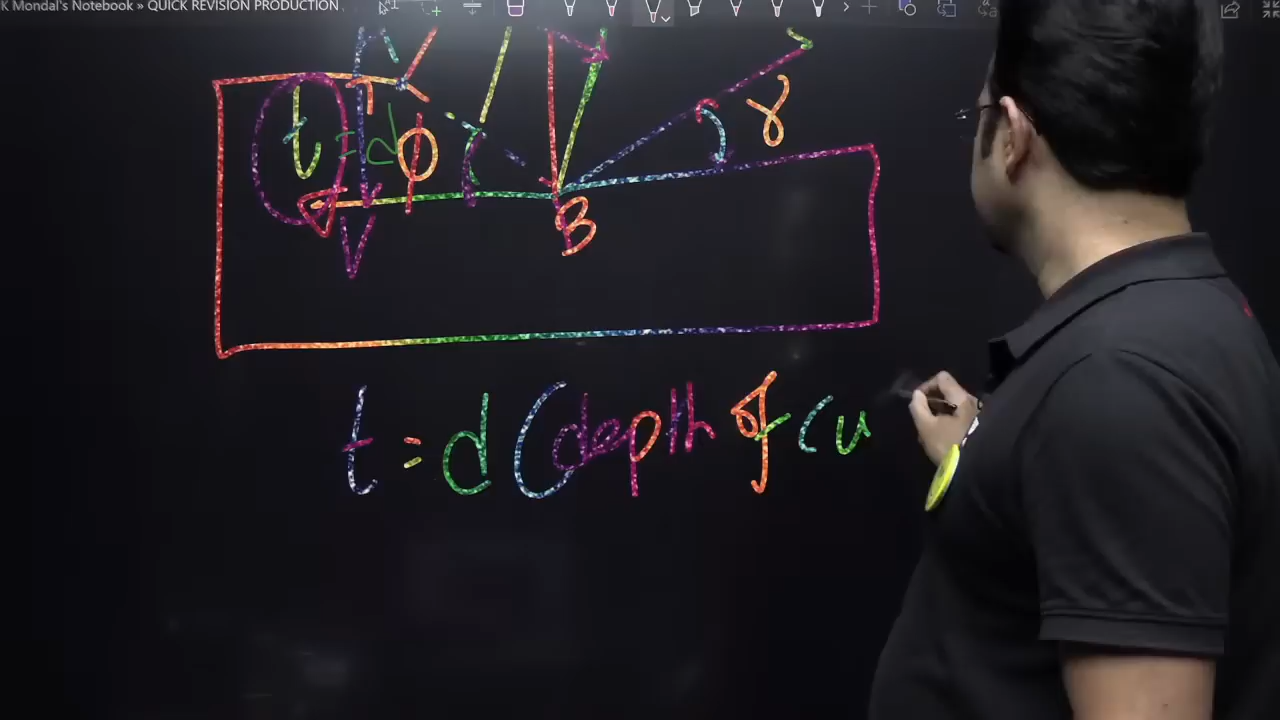 K Mondal's Notebook » QUICK REVISION PRODUCTION
t = d
ϕ
γ
V
B
t = d (depth of cu